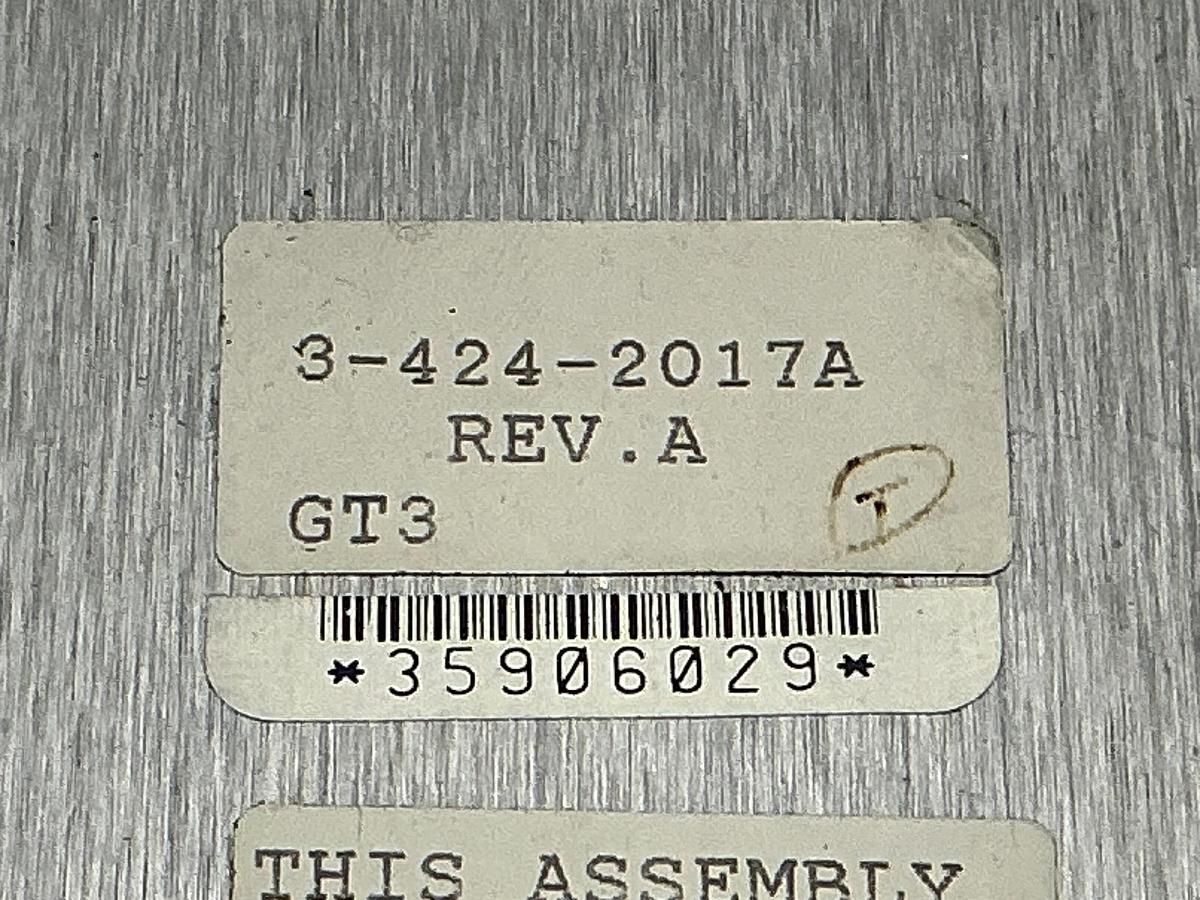 3-424-2017A
REV.A
GT3
T
*35906029*
THIS ASSEMBLY